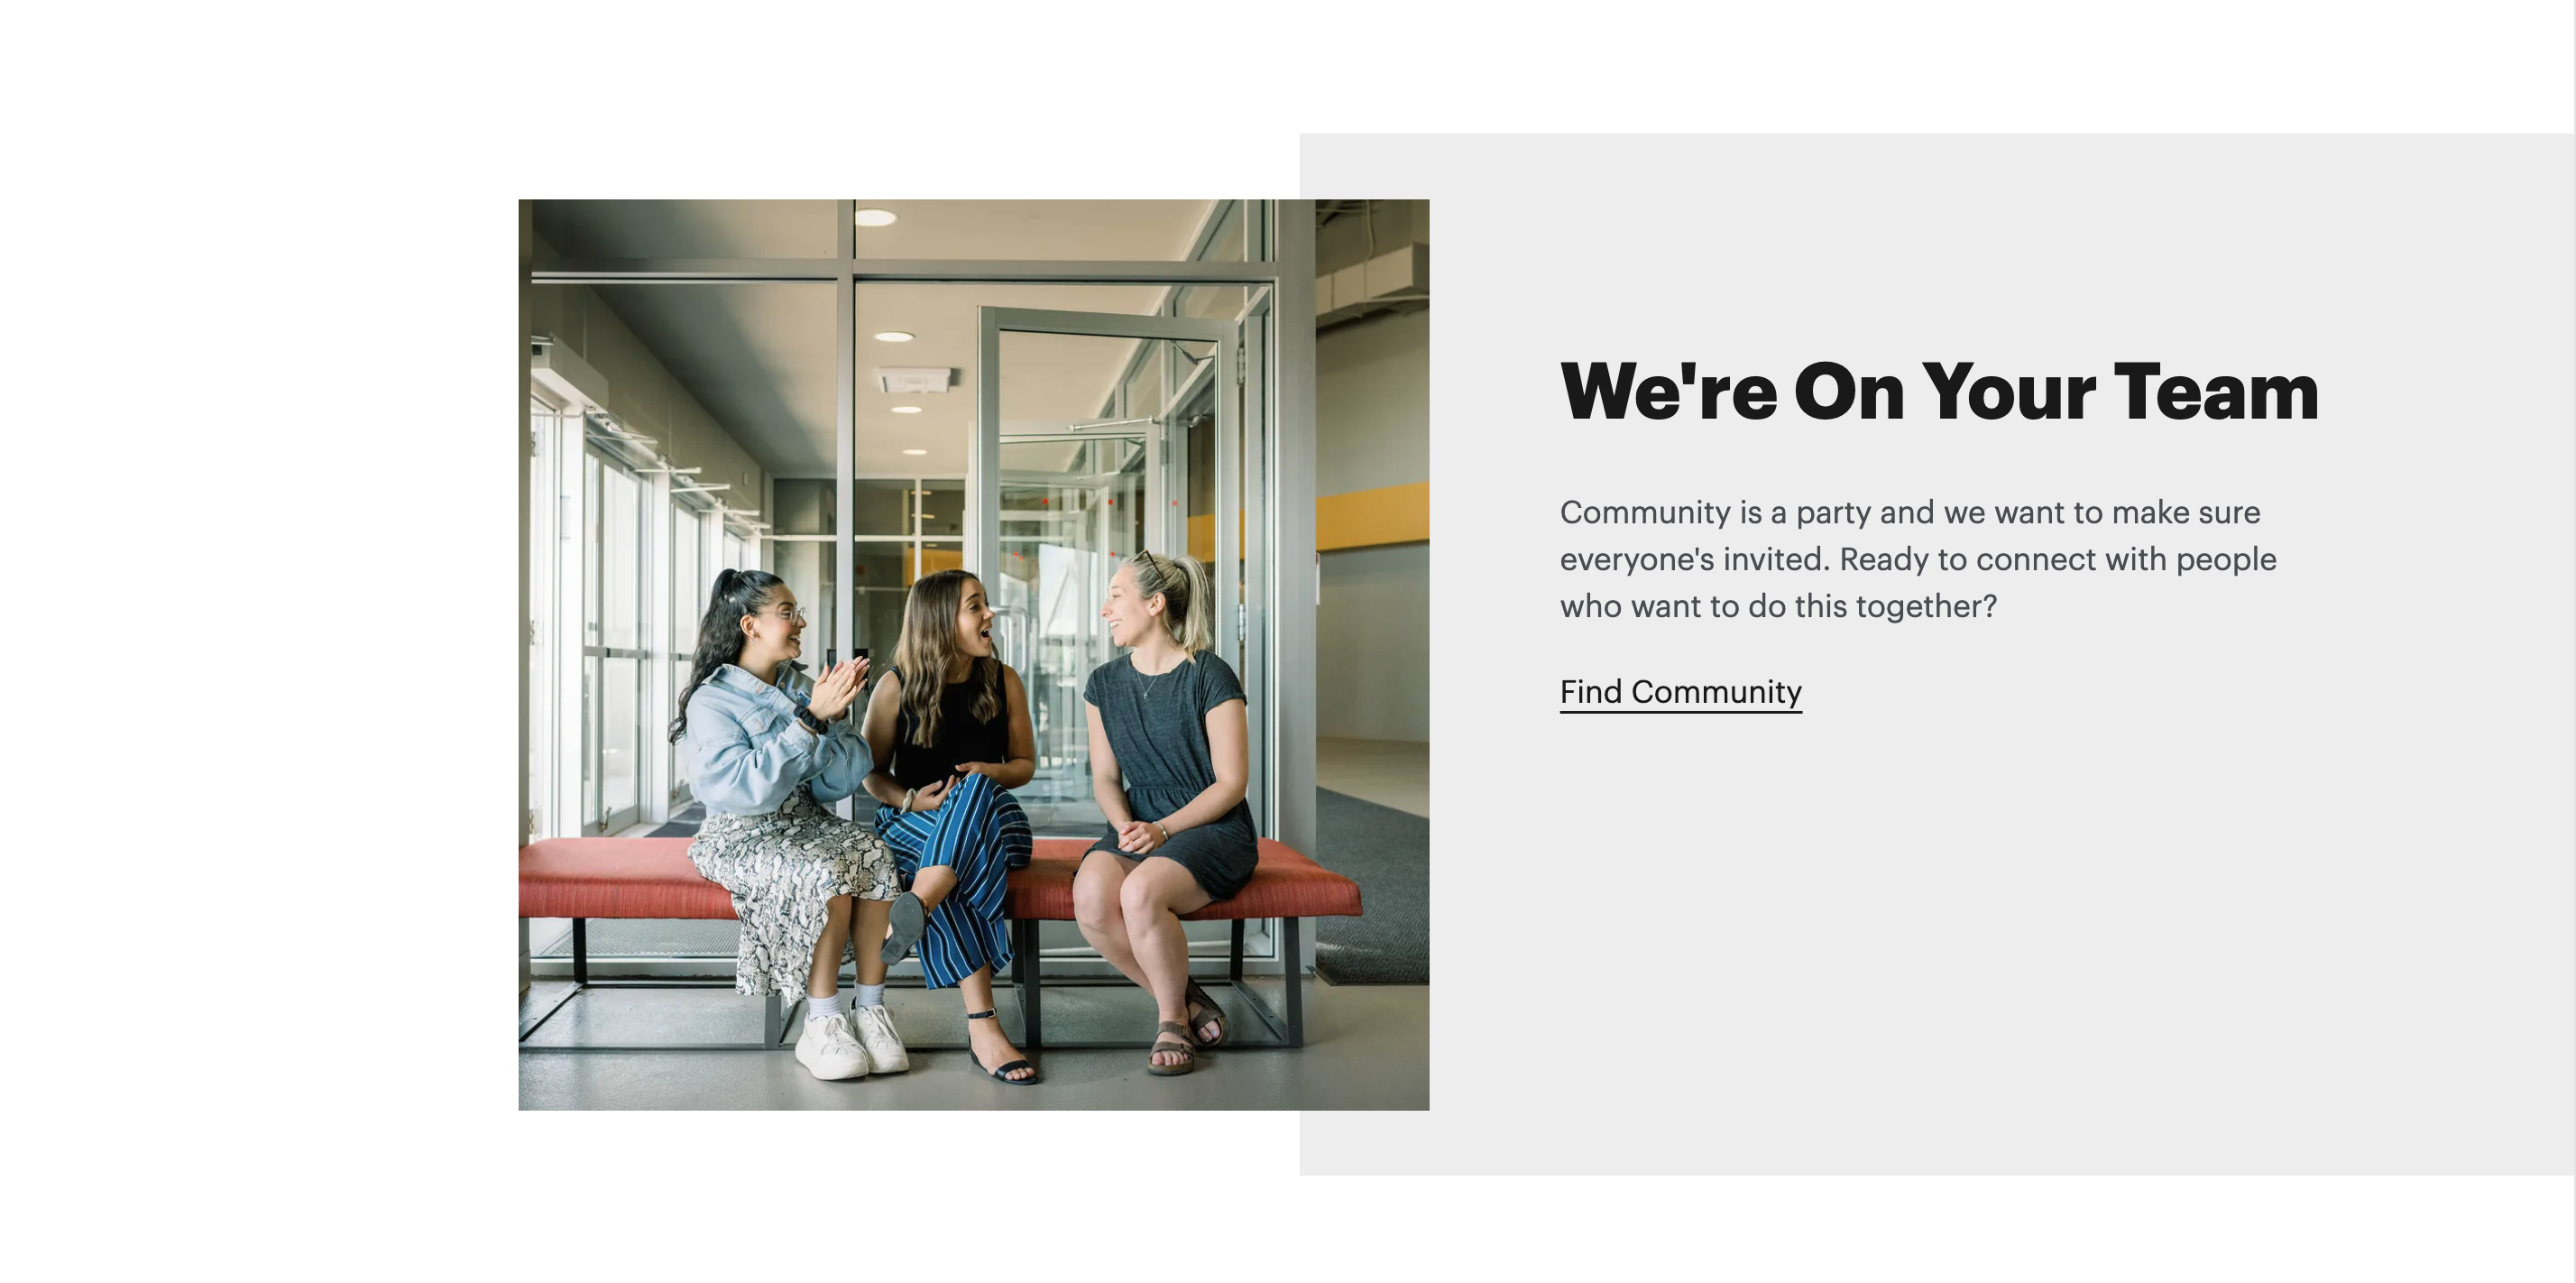 We're On Your Team
Community is a party and we want to make sure
everyone's invited. Ready to connect with people
who want to do this together?
Find Community